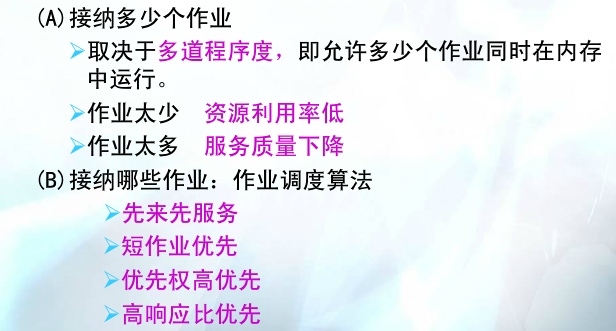 (A)接纳多少个作业
➢取决于多道程序度，即允许多少个作业同时在内存
中运行。
➢作业太少 资源利用率低
➢作业太多 服务质量下降
(B)接纳哪些作业：作业调度算法
➢先来先服务
➢短作业优先
➢优先权高优先
➢高响应比优先